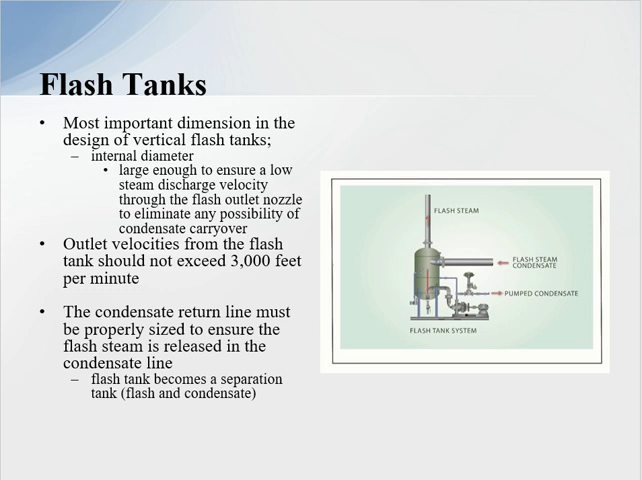 Flash Tanks
• Most important dimension in the
design of vertical flash tanks;
– internal diameter
• large enough to ensure a low
steam discharge velocity
through the flash outlet nozzle
to eliminate any possibility of
condensate carryover
• Outlet velocities from the flash
tank should not exceed 3,000 feet
per minute
• The condensate return line must
be properly sized to ensure the
flash steam is released in the
condensate line
– flash tank becomes a separation
tank (flash and condensate)
FLASH STEAM
FLASH STEAM
CONDENSATE
PUMPED CONDENSATE
FLASH TANK SYSTEM